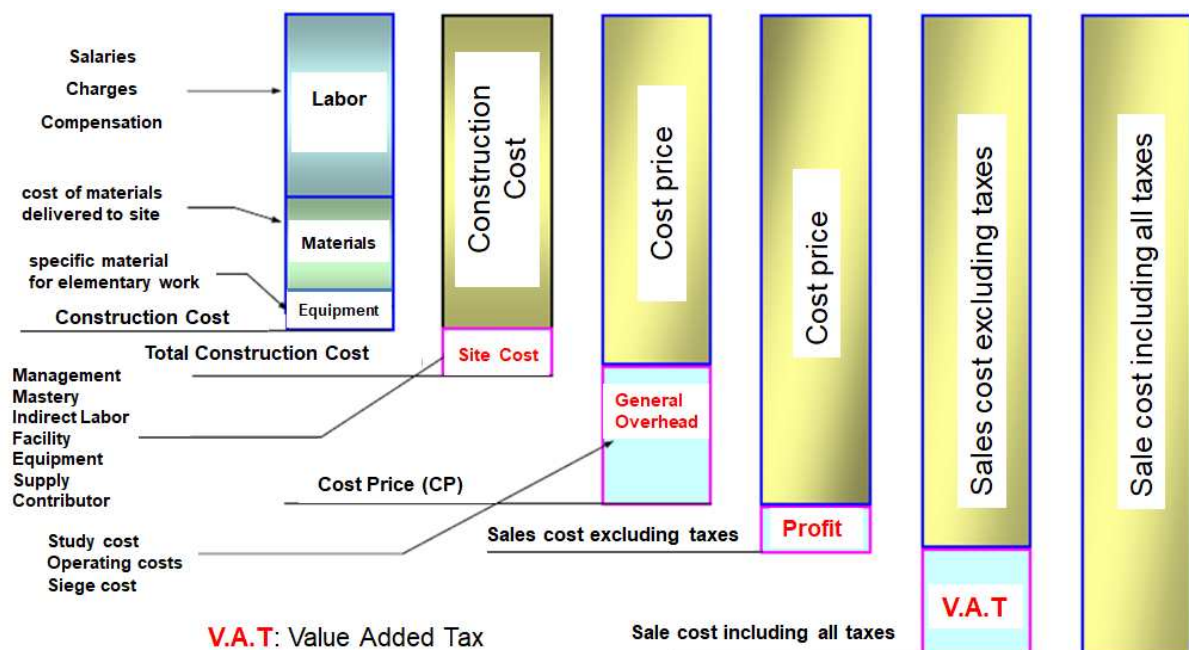 Salaries
Charges
Compensation
Labor
cost of materials
delivered to site
Materials
specific material
for elementary work
Equipment
Construction Cost
Construction
Cost
Site Cost
Total Construction Cost
Management
Mastery
Indirect Labor
Facility
Equipment
Supply
Contributor
Cost price
General
Overhead
Cost Price (CP)
Study cost
Operating costs
Siege cost
Cost price
Profit
Sales cost excluding taxes
Sales cost excluding taxes
V.A.T
Sale cost including all taxes
Sale cost including all taxes
V.A.T: Value Added Tax